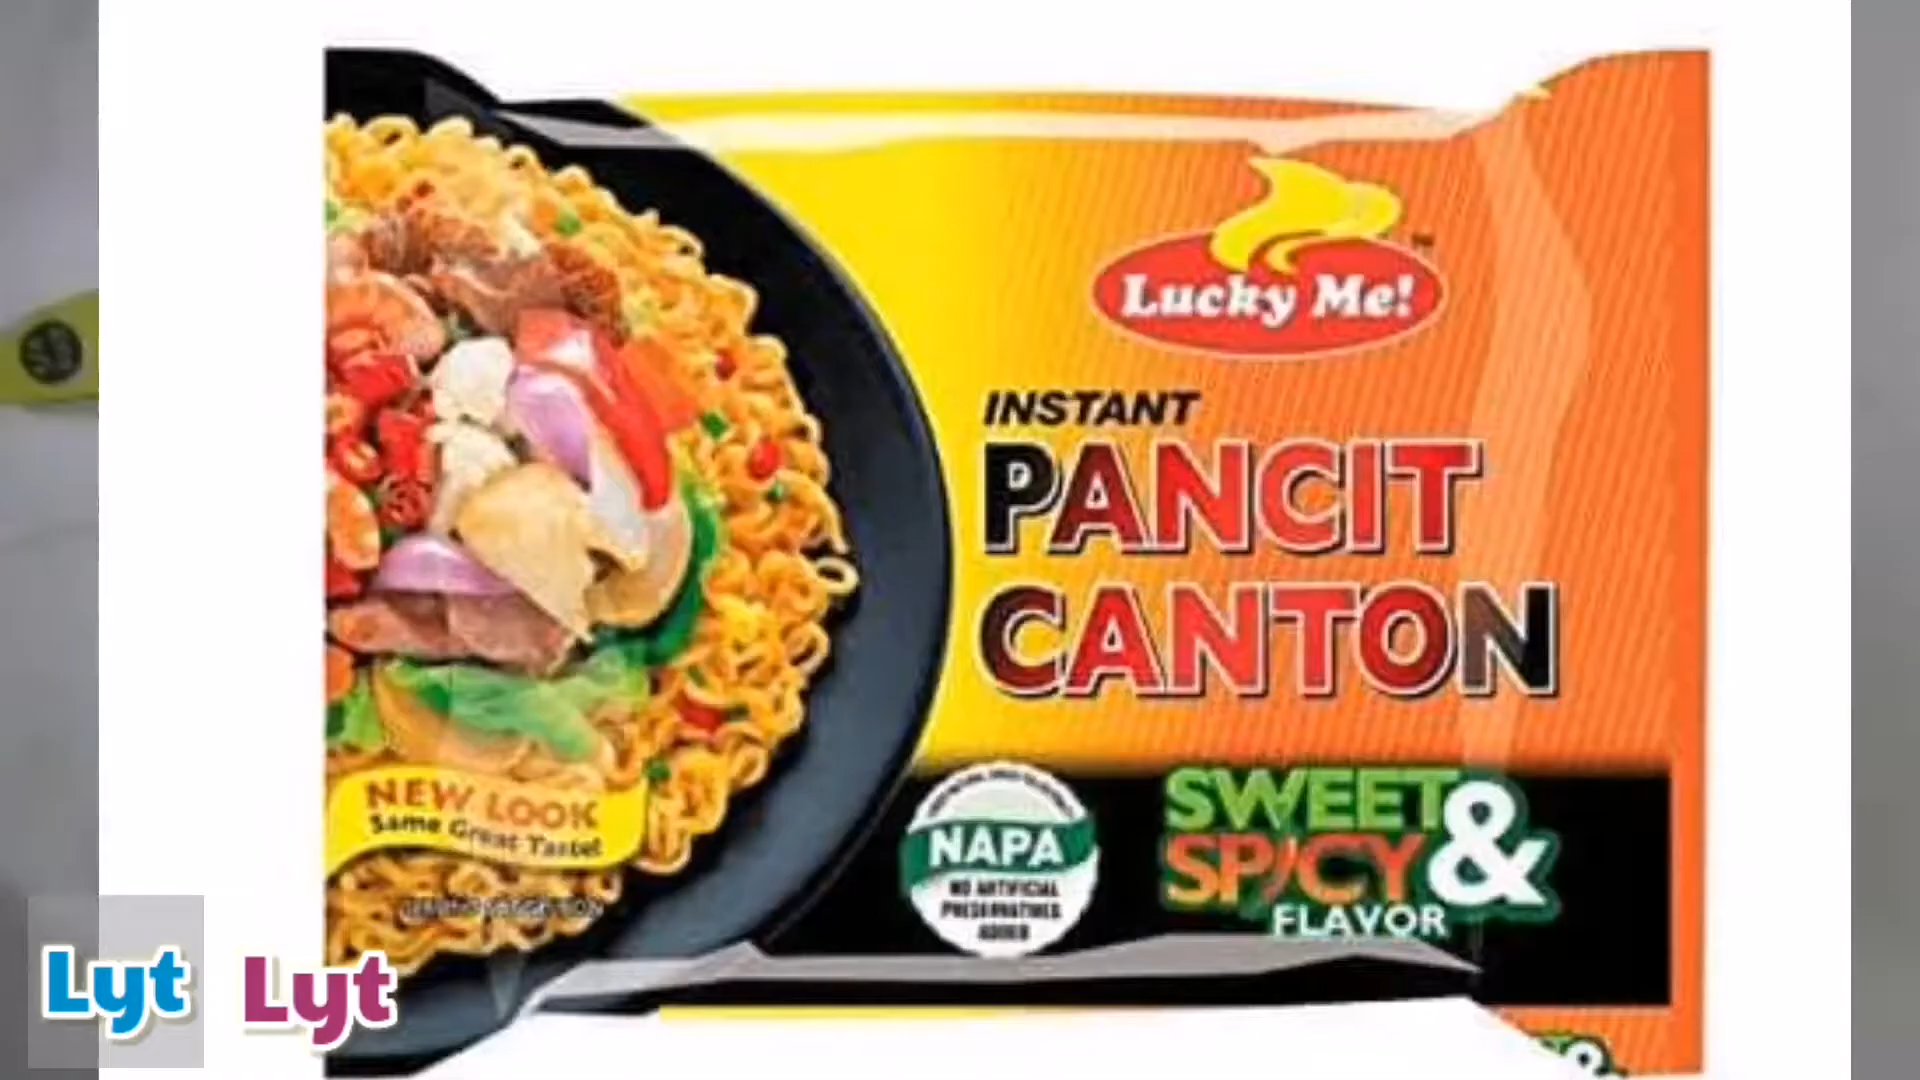 Lucky Me!
TM
INSTANT
PANCIT
CANTON
NEW LOOK
Same Great Taste!
NAPA
NO ARTIFICIAL
PRESERVATIVES
ADDED
SWEET &
SPICY
FLAVOR
Lyt Lyt